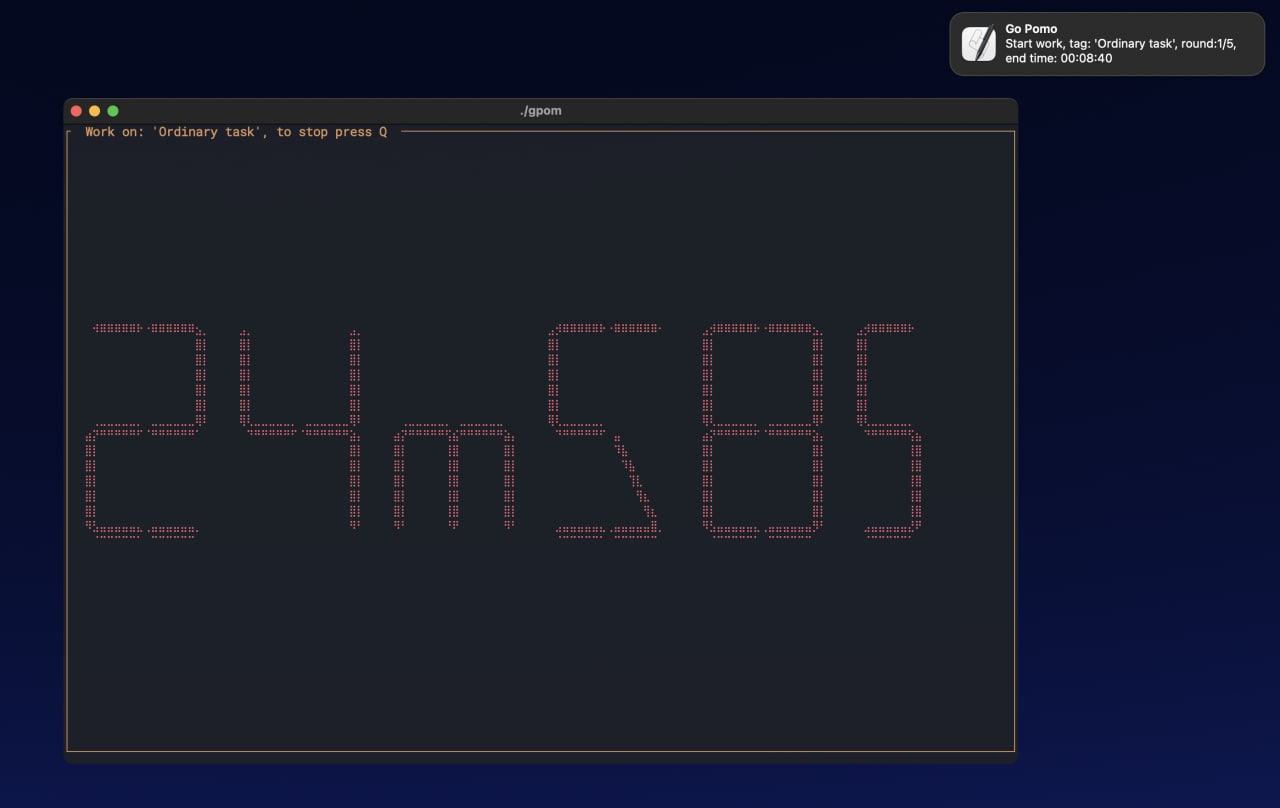 Go Pomo
Start work, tag: 'Ordinary task', round:1/5,
end time: 00:08:40
./gpom
Work on: 'Ordinary task', to stop press Q
24m58s